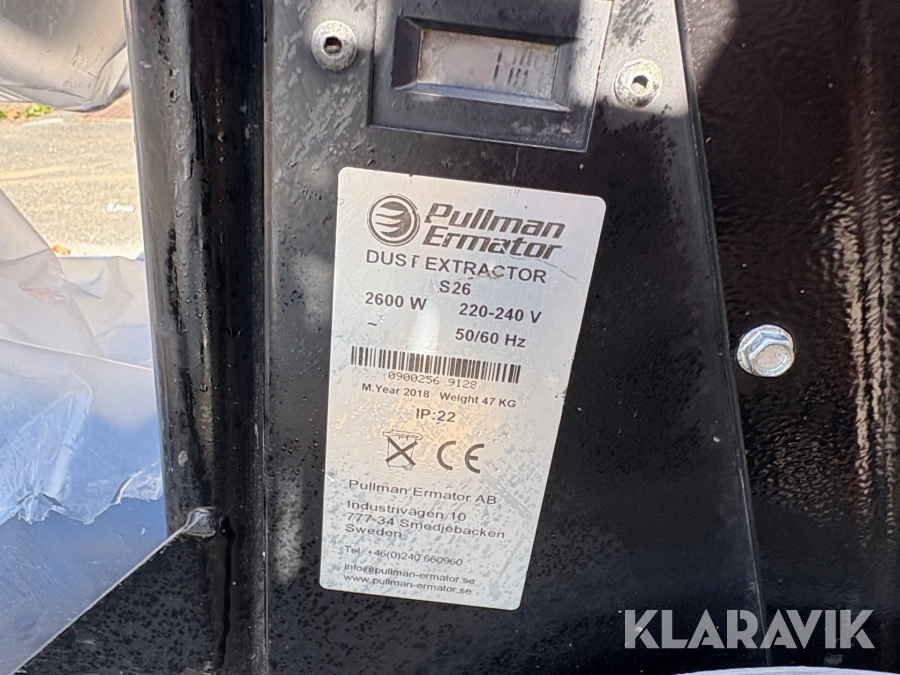 Pullman
Ermator
DUST EXTRACTOR
S26
2600 W 220-240 V
~ 50/60 Hz
0900256 9128
M.Year 2018 Weight 47 KG
IP:22
CE
Pullman Ermator AB
Industrivägen 10
777-34 Smedjebacken
Sweden
Tel +46(0)240 660960
info@pullman-ermator.se
www.pullman-ermator.se
KLARAVIK